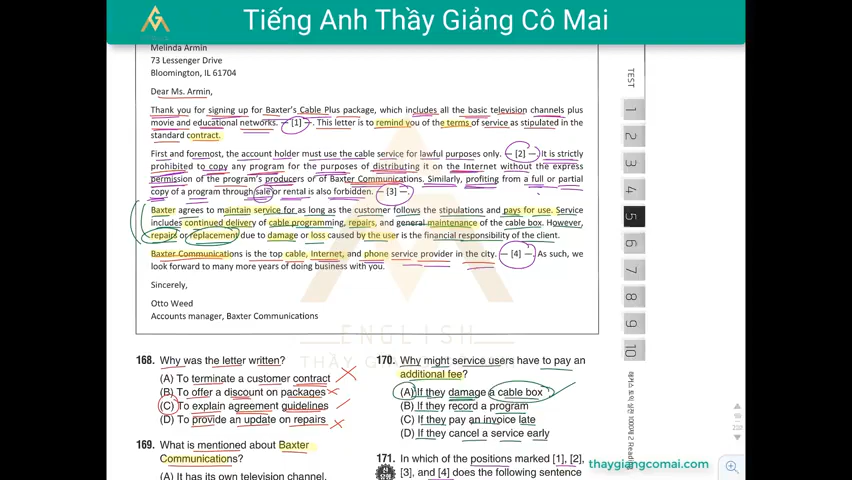 Tiếng Anh Thầy Giảng Cô Mai
Melinda Armin
73 Lessenger Drive
Bloomington, IL 61704
Dear Ms. Armin,
Thank you for signing up for Baxter's Cable Plus package, which includes all the basic television channels plus
movie and educational networks. — [1] —. This letter is to remind you of the terms of service as stipulated in the
standard contract.
First and foremost, the account holder must use the cable service for lawful purposes only. — [2] —. It is strictly
prohibited to copy any program for the purposes of distributing it on the Internet without the express
permission of the program's producers or of Baxter Communications. Similarly, profiting from a full or partial
copy of a program through sale or rental is also forbidden. — [3] —.
Baxter agrees to maintain service for as long as the customer follows the stipulations and pays for use. Service
includes continued delivery of cable programming, repairs, and general maintenance of the cable box. However,
repairs or replacement due to damage or loss caused by the user is the financial responsibility of the client.
Baxter Communications is the top cable, Internet, and phone service provider in the city. — [4] —. As such, we
look forward to many more years of doing business with you.
Sincerely,
Otto Weed
Accounts manager, Baxter Communications
ENGLISH
THẦY GIẢNG
168. Why was the letter written?
(A) To terminate a customer contract
(B) To offer a discount on packages
(C) To explain agreement guidelines
(D) To provide an update on repairs
169. What is mentioned about Baxter
Communications?
(A) It has its own television channel.
170. Why might service users have to pay an
additional fee?
(A) If they damage a cable box
(B) If they record a program
(C) If they pay an invoice late
(D) If they cancel a service early
171. In which of the positions marked [1], [2],
[3], and [4] does the following sentence
TEST
1
2
3
4
5
6
7
8
9
10
thaygiangcomai.com